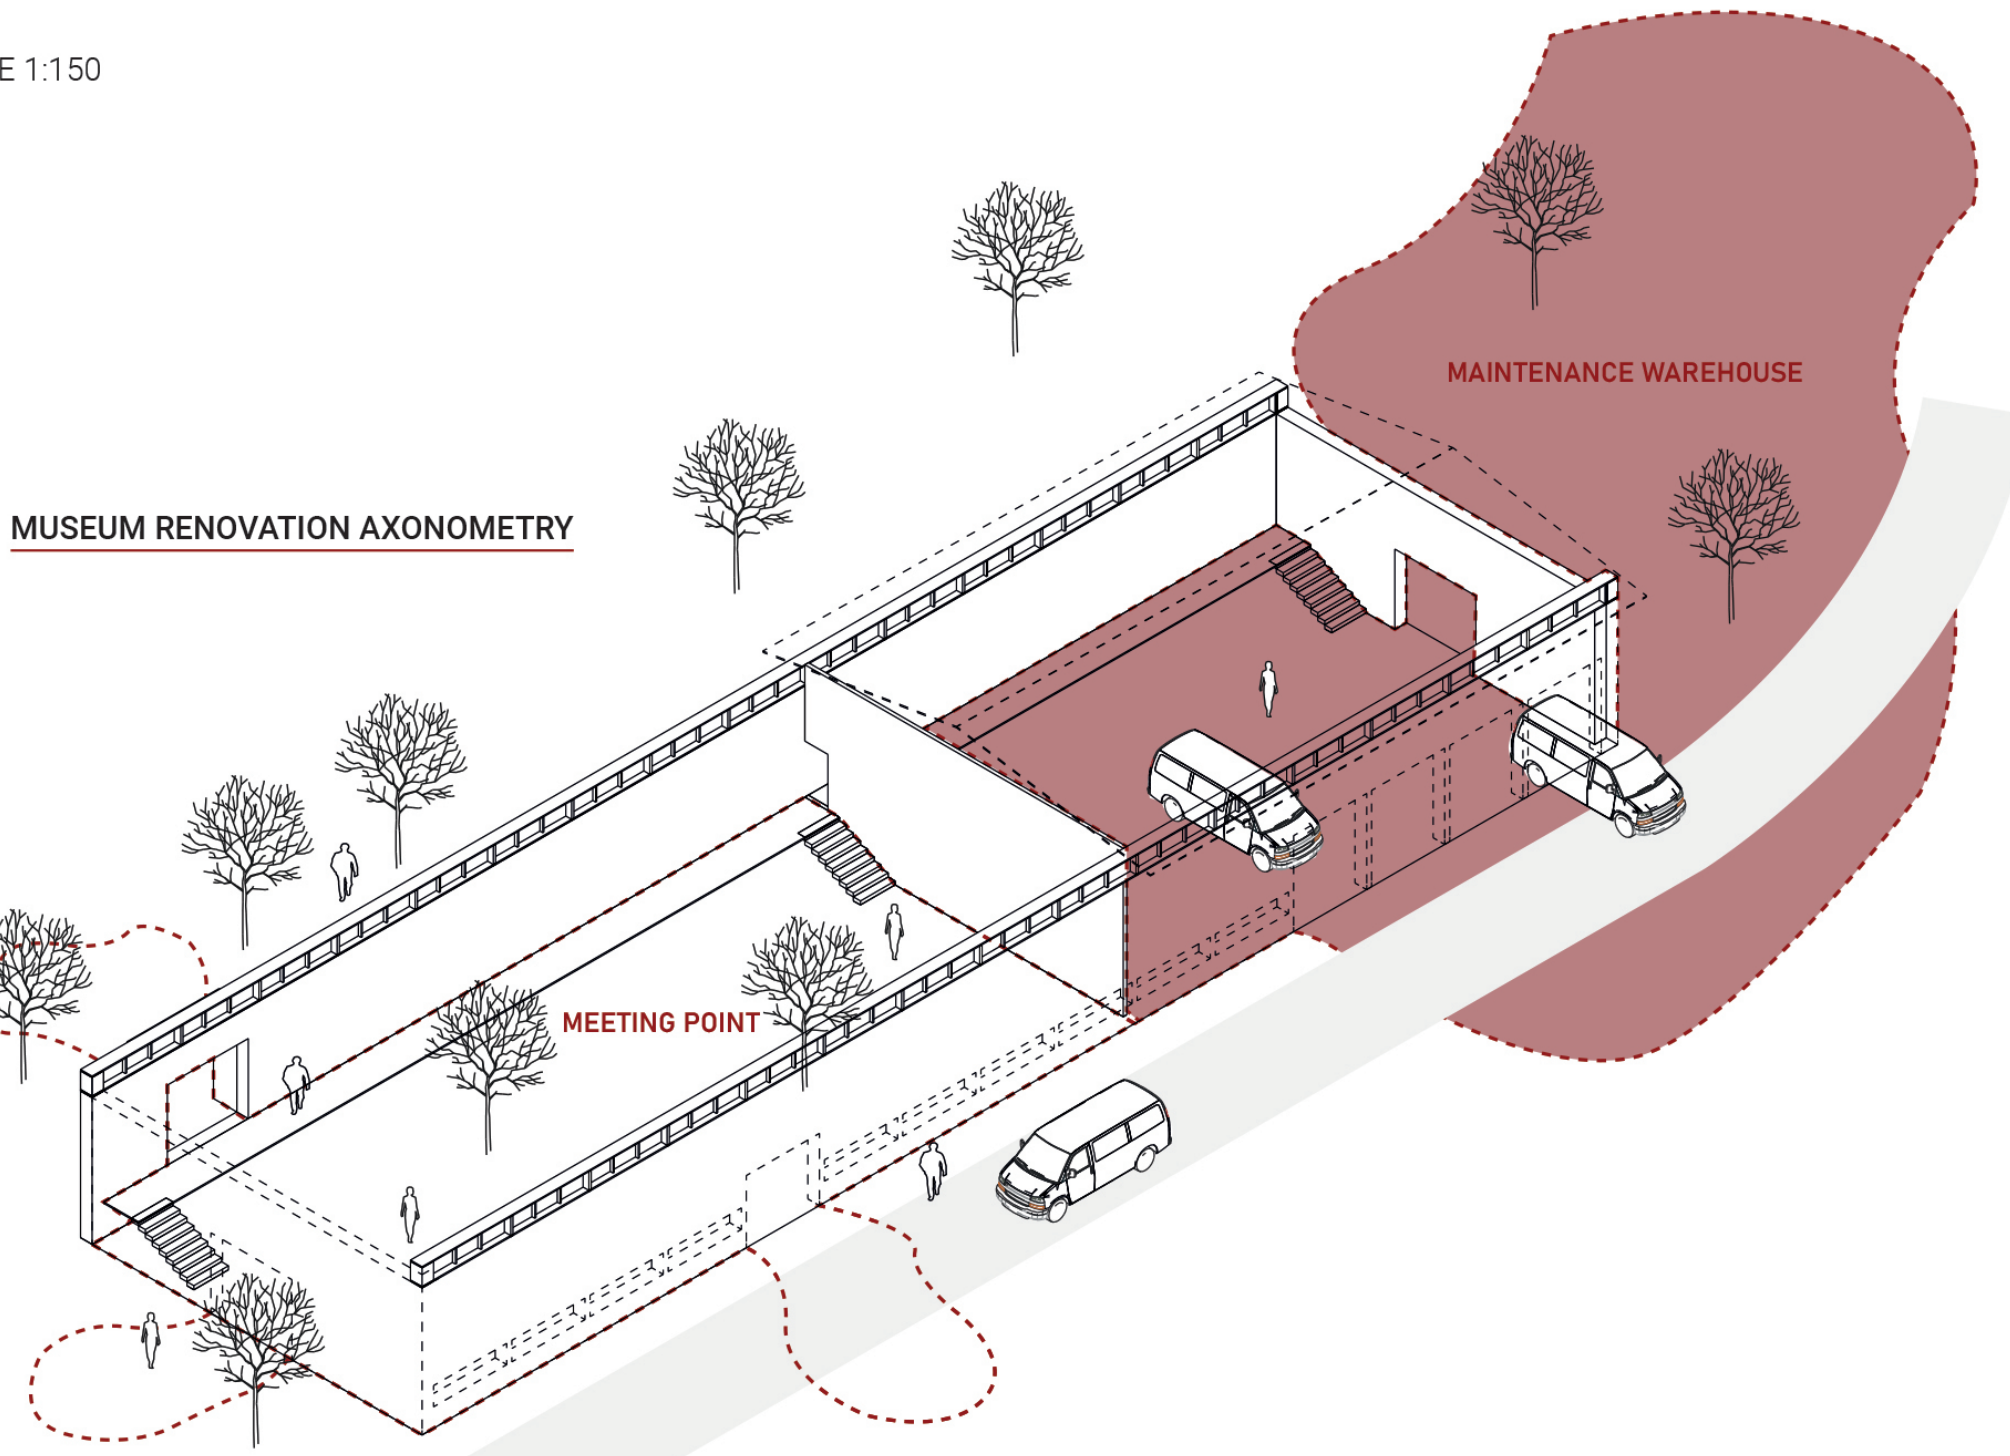 E 1:150
MAINTENANCE WAREHOUSE
MUSEUM RENOVATION AXONOMETRY
MEETING POINT